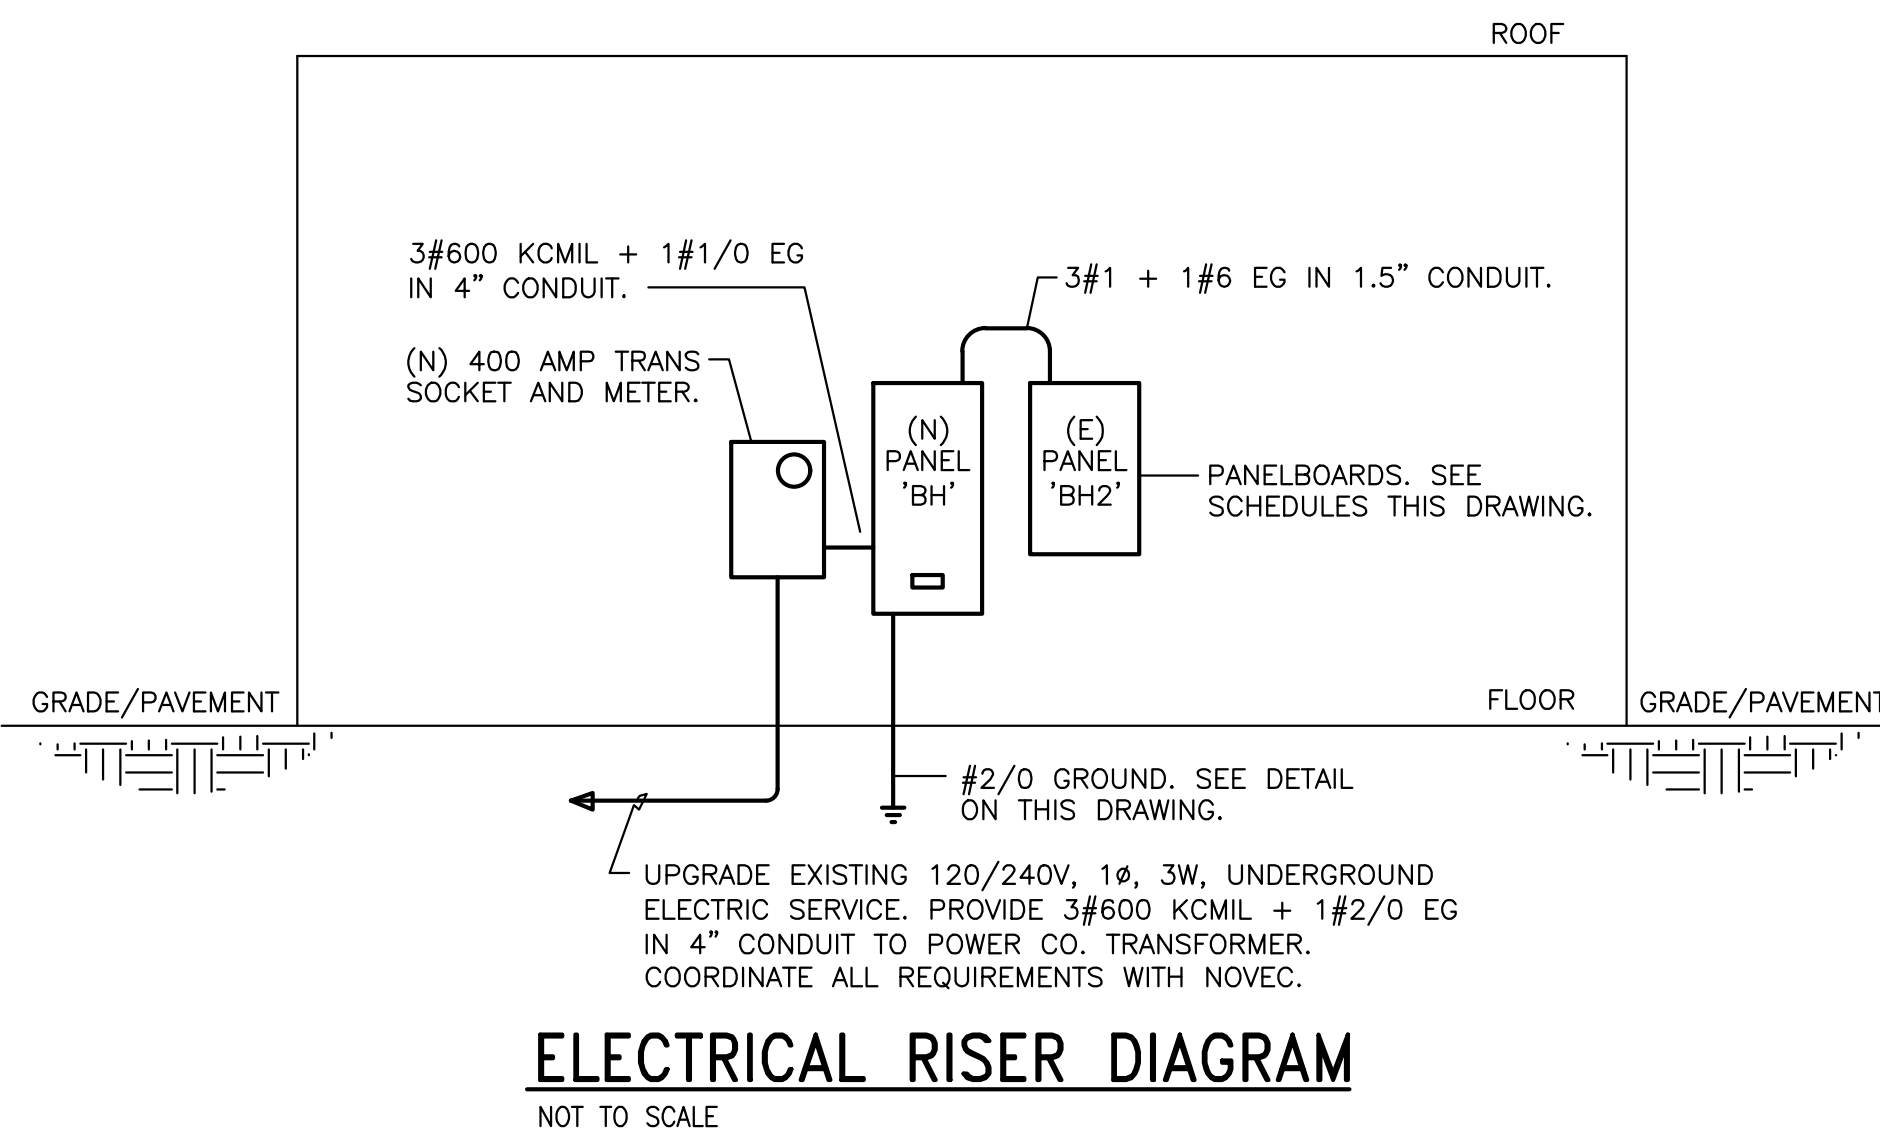 ROOF
3#600 KCMIL + 1#1/0 EG
IN 4" CONDUIT.
3#1 + 1#6 EG IN 1.5" CONDUIT.
(N) 400 AMP TRANS
SOCKET AND METER.
(N)
PANEL
'BH'
(E)
PANEL
'BH2'
PANELBOARDS. SEE
SCHEDULES THIS DRAWING.
GRADE/PAVEMENT
FLOOR
GRADE/PAVEMENT
#2/0 GROUND. SEE DETAIL
ON THIS DRAWING.
UPGRADE EXISTING 120/240V, 1ø, 3W, UNDERGROUND
ELECTRIC SERVICE. PROVIDE 3#600 KCMIL + 1#2/0 EG
IN 4" CONDUIT TO POWER CO. TRANSFORMER.
COORDINATE ALL REQUIREMENTS WITH NOVEC.
ELECTRICAL RISER DIAGRAM
NOT TO SCALE